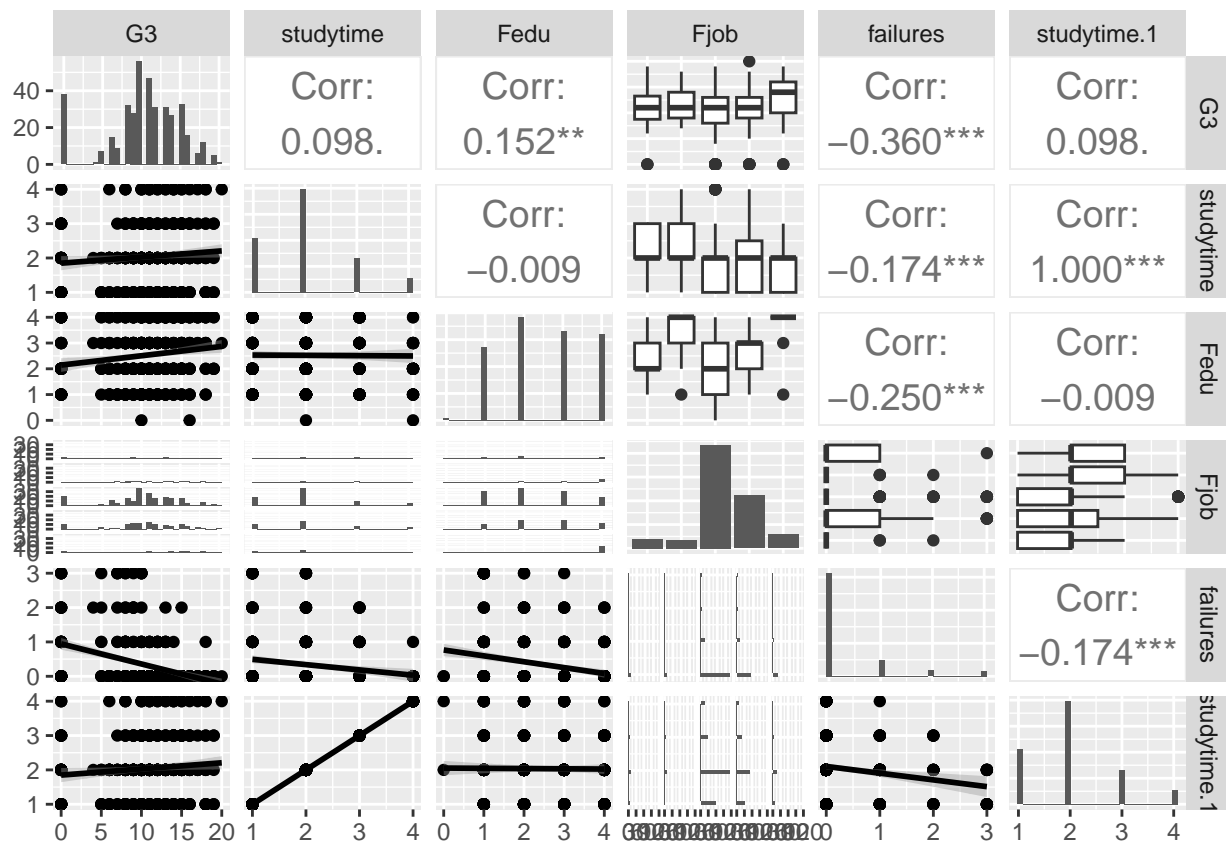 G3 studytime Fedu Fjob failures studytime.1
40
20
0
Corr:
0.098.
Corr:
0.152**
Corr:
−0.360***
Corr:
0.098.
G3
4
3
2
1
Corr:
−0.009
Corr:
−0.174***
Corr:
1.000***
studytime
4
3
2
1
0
Corr:
−0.250***
Corr:
−0.009
Fedu
Fjob
3
2
1
0
Corr:
−0.174***
failures
4
3
2
1
studytime.1
0 5 10 15 20
1 2 3 4
0 1 2 3 4
0 1 2 3
1 2 3 4